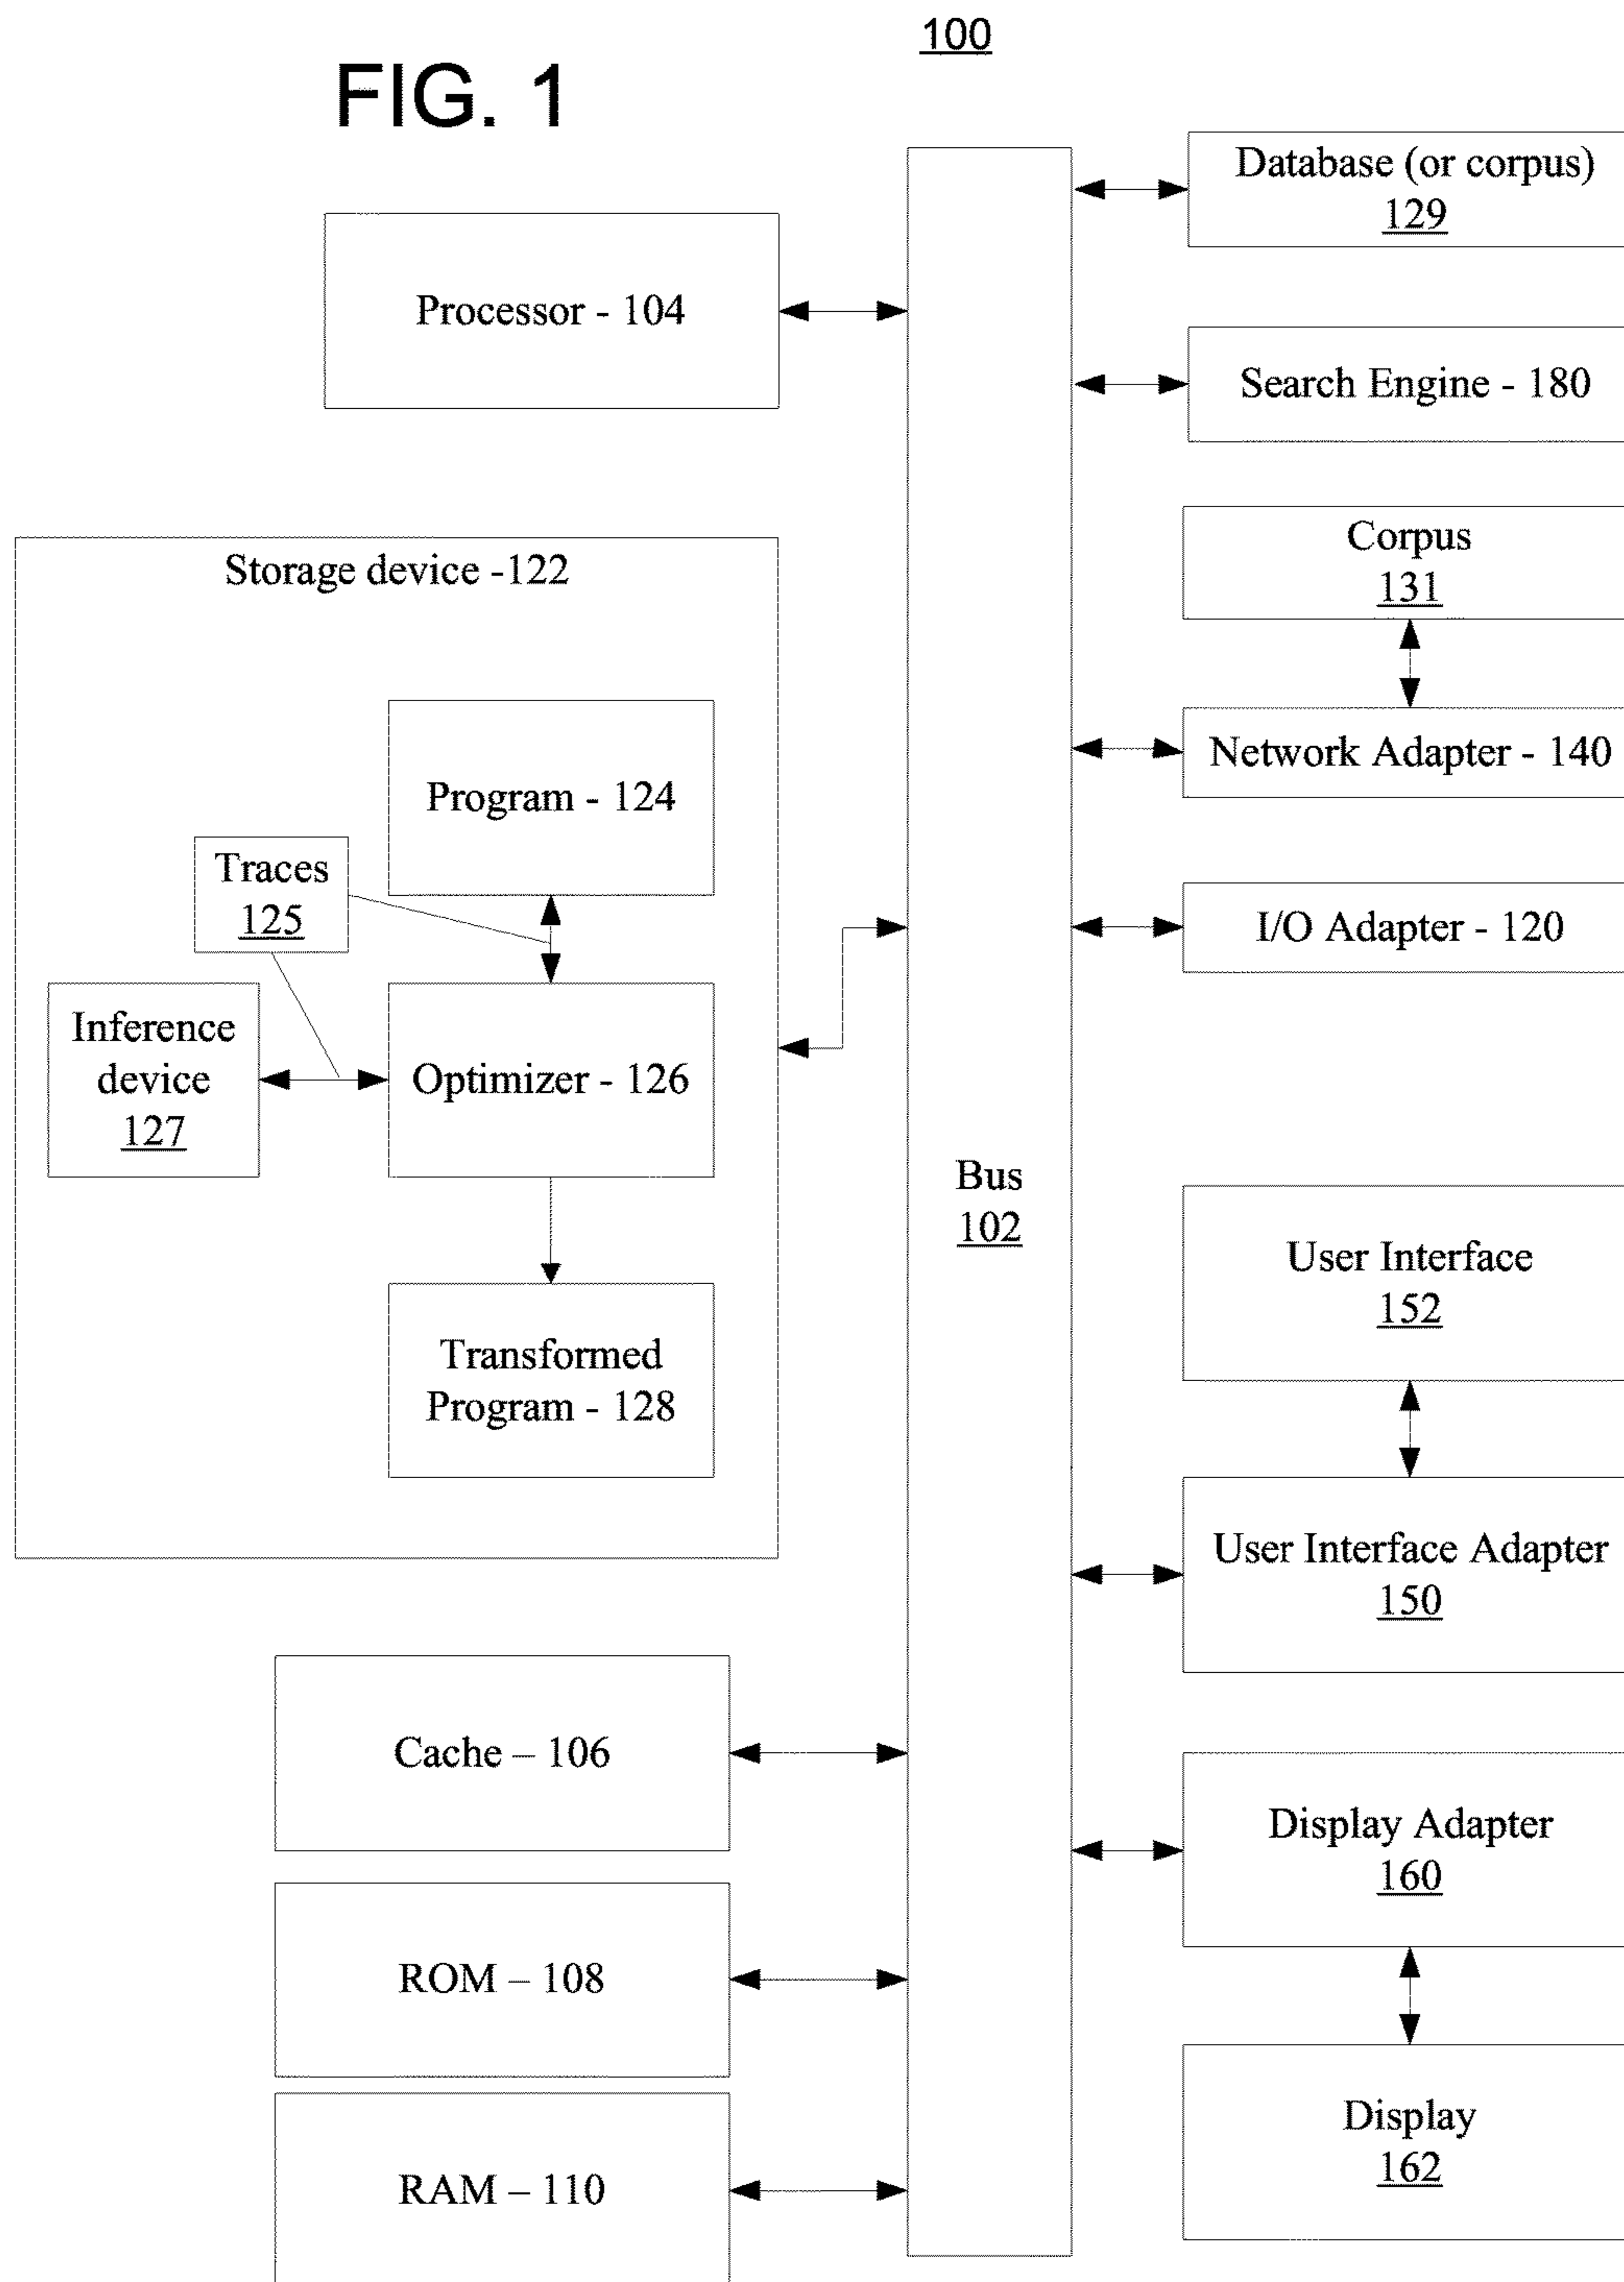 100
FIG. 1
Database (or corpus)
129
Processor - 104
Search Engine - 180
Corpus
131
Storage device -122
Network Adapter - 140
Program - 124
Traces
125
I/O Adapter - 120
Inference
device
127
Optimizer - 126
Bus
102
User Interface
152
Transformed
Program - 128
User Interface Adapter
150
Cache – 106
Display Adapter
160
ROM – 108
Display
162
RAM – 110